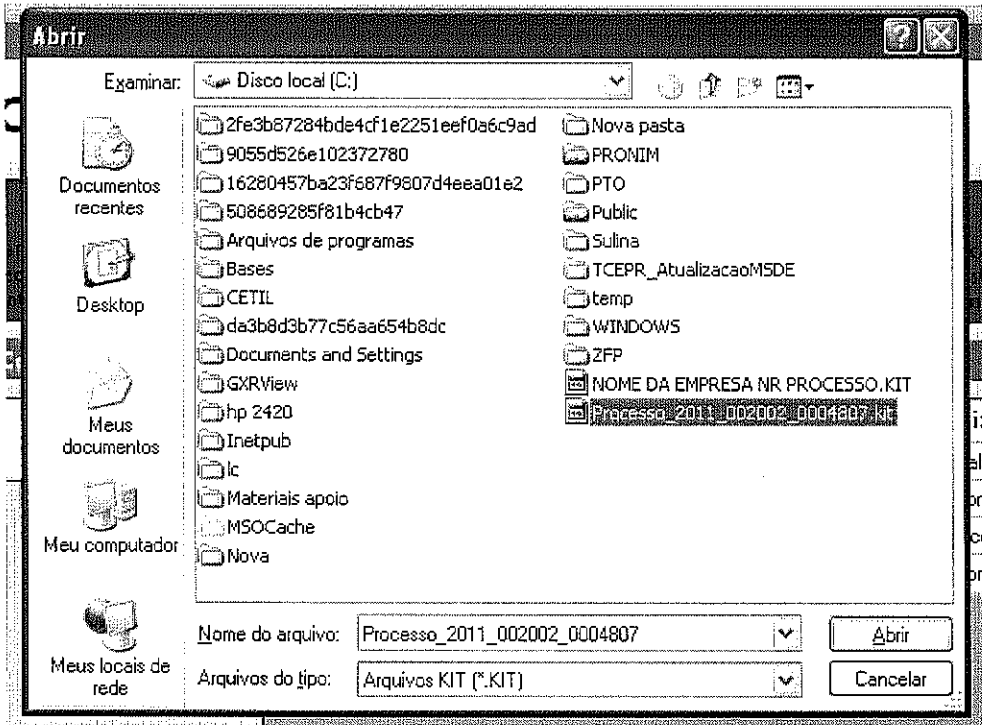 Abrir
Examinar: Disco local (C:)
Documentos recentes
Desktop
Meus documentos
Meu computador
Meus locais de rede
2fe3b87284bde4cf1e2251eef0a6c9ad
9055d526e102372780
16280457ba23f687f9807d4eea01e2
508689285f81b4cb47
Arquivos de programas
Bases
CETIL
da3b8d3b77c56aa654b8dc
Documents and Settings
GXRView
hp 2420
Inetpub
lc
Materiais apoio
MSOCache
Nova
Nova pasta
PRONIM
PTO
Public
Sulina
TCEPR_AtualizacaoMSDE
temp
WINDOWS
ZFP
NOME DA EMPRESA NR PROCESSO.KIT
Processo_2011_002002_0004807.kit
Nome do arquivo: Processo_2011_002002_0004807
Abrir
Arquivos do tipo: Arquivos KIT (*.KIT)
Cancelar